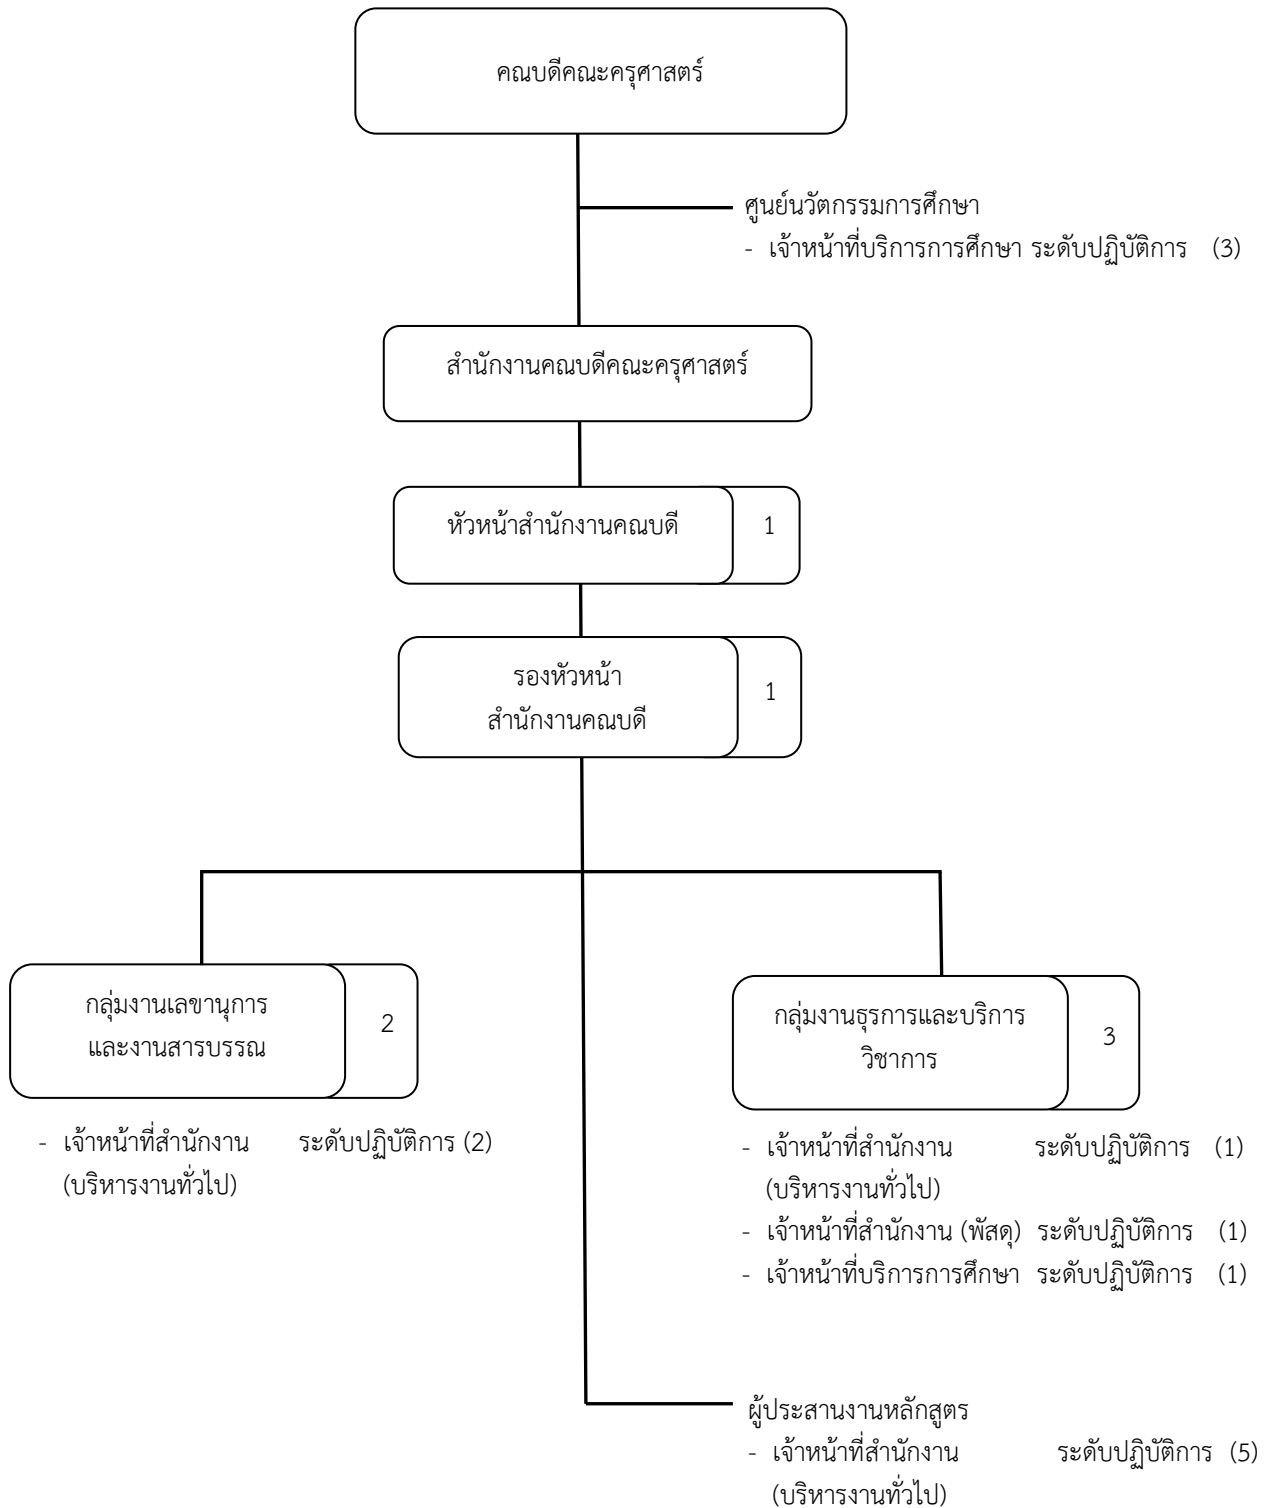 คณบดีคณะครุศาสตร์
ศูนย์นวัตกรรมการศึกษา
- เจ้าหน้าที่บริการการศึกษา ระดับปฏิบัติการ (3)
สำนักงานคณบดีคณะครุศาสตร์
หัวหน้าสำนักงานคณบดี 1
รองหัวหน้า
สำนักงานคณบดี
1
กลุ่มงานเลขานุการ
และงานสารบรรณ
2
- เจ้าหน้าที่สำนักงาน ระดับปฏิบัติการ (2)
(บริหารงานทั่วไป)
กลุ่มงานธุรการและบริการ
วิชาการ
3
- เจ้าหน้าที่สำนักงาน ระดับปฏิบัติการ (1)
(บริหารงานทั่วไป)
- เจ้าหน้าที่สำนักงาน (พัสดุ) ระดับปฏิบัติการ (1)
- เจ้าหน้าที่บริการการศึกษา ระดับปฏิบัติการ (1)
ผู้ประสานงานหลักสูตร
- เจ้าหน้าที่สำนักงาน ระดับปฏิบัติการ (5)
(บริหารงานทั่วไป)